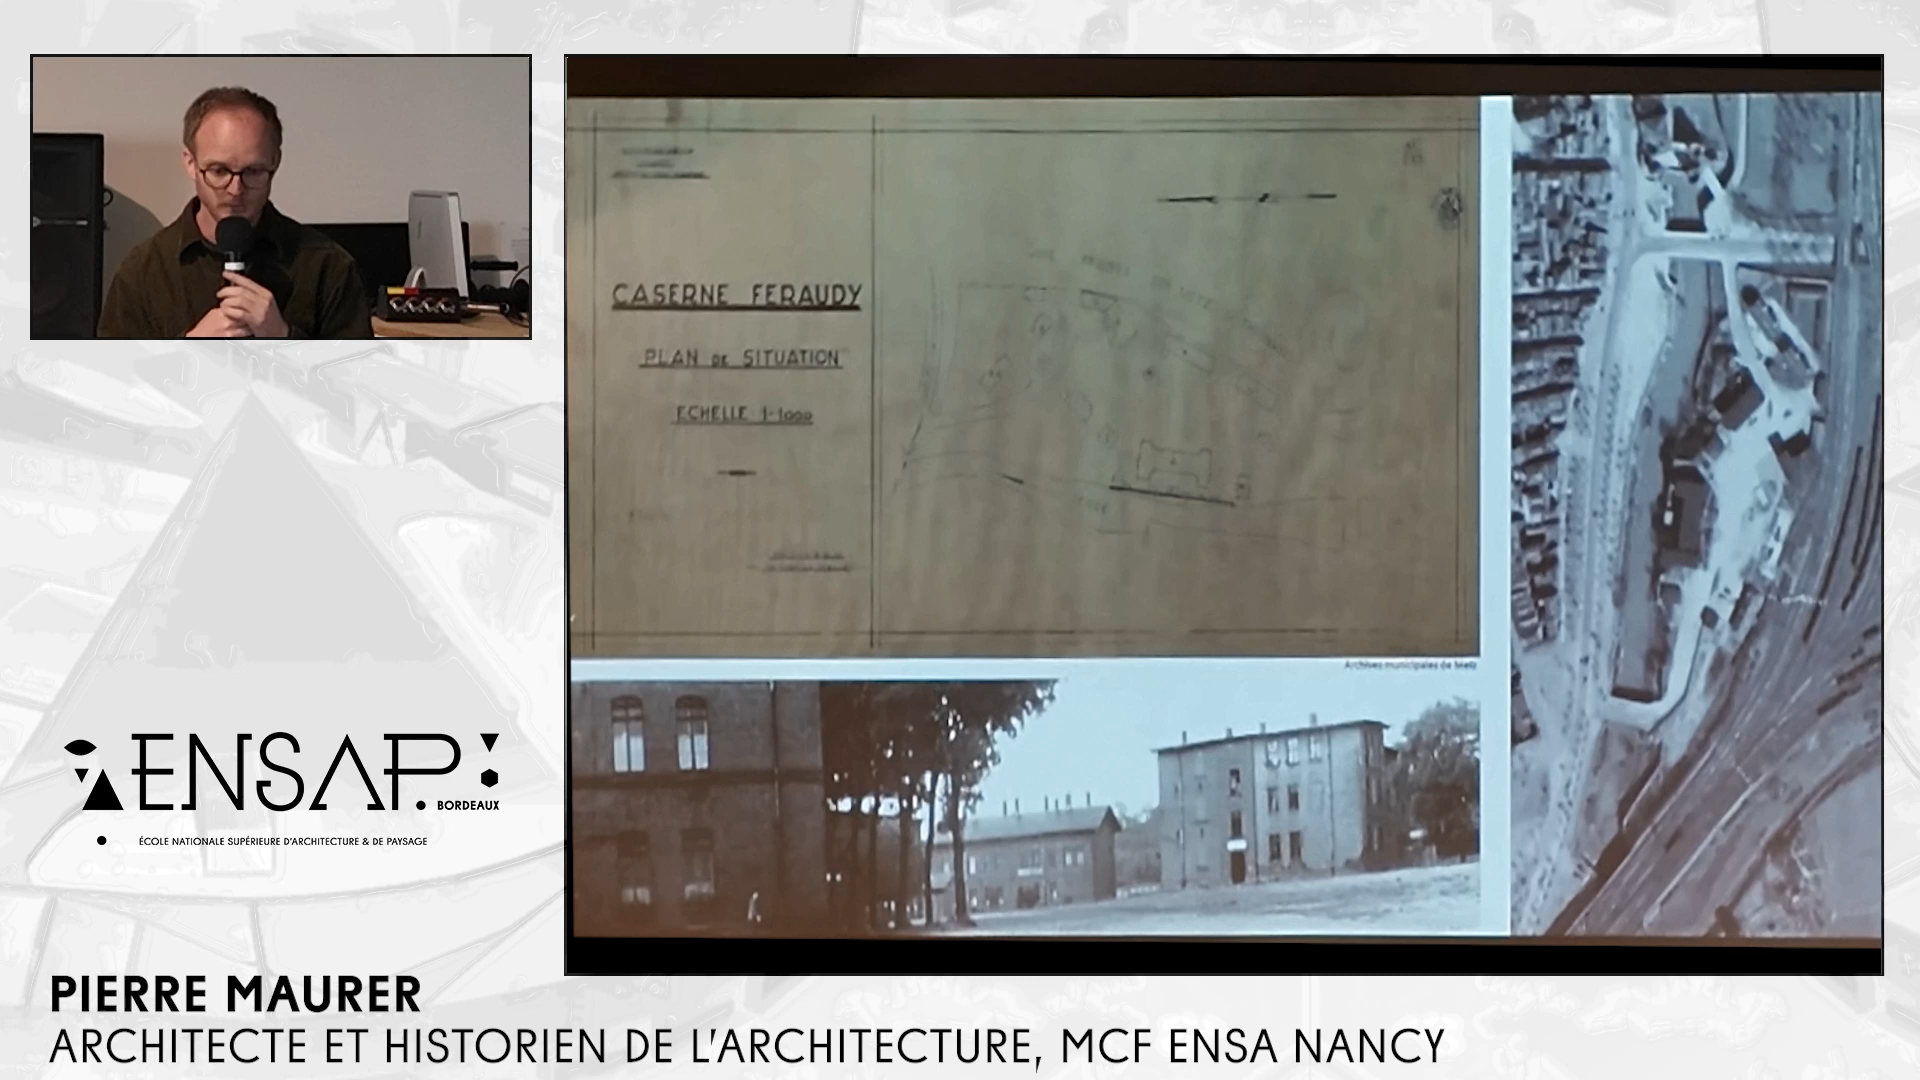 CASERNE FERAUDY
PLAN DE SITUATION
ECHELLE 1-1000
Archives municipales de Metz
ENSAP
BORDEAUX
ÉCOLE NATIONALE SUPÉRIEURE D'ARCHITECTURE & DE PAYSAGE
PIERRE MAURER
ARCHITECTE ET HISTORIEN DE L'ARCHITECTURE, MCF ENSA NANCY